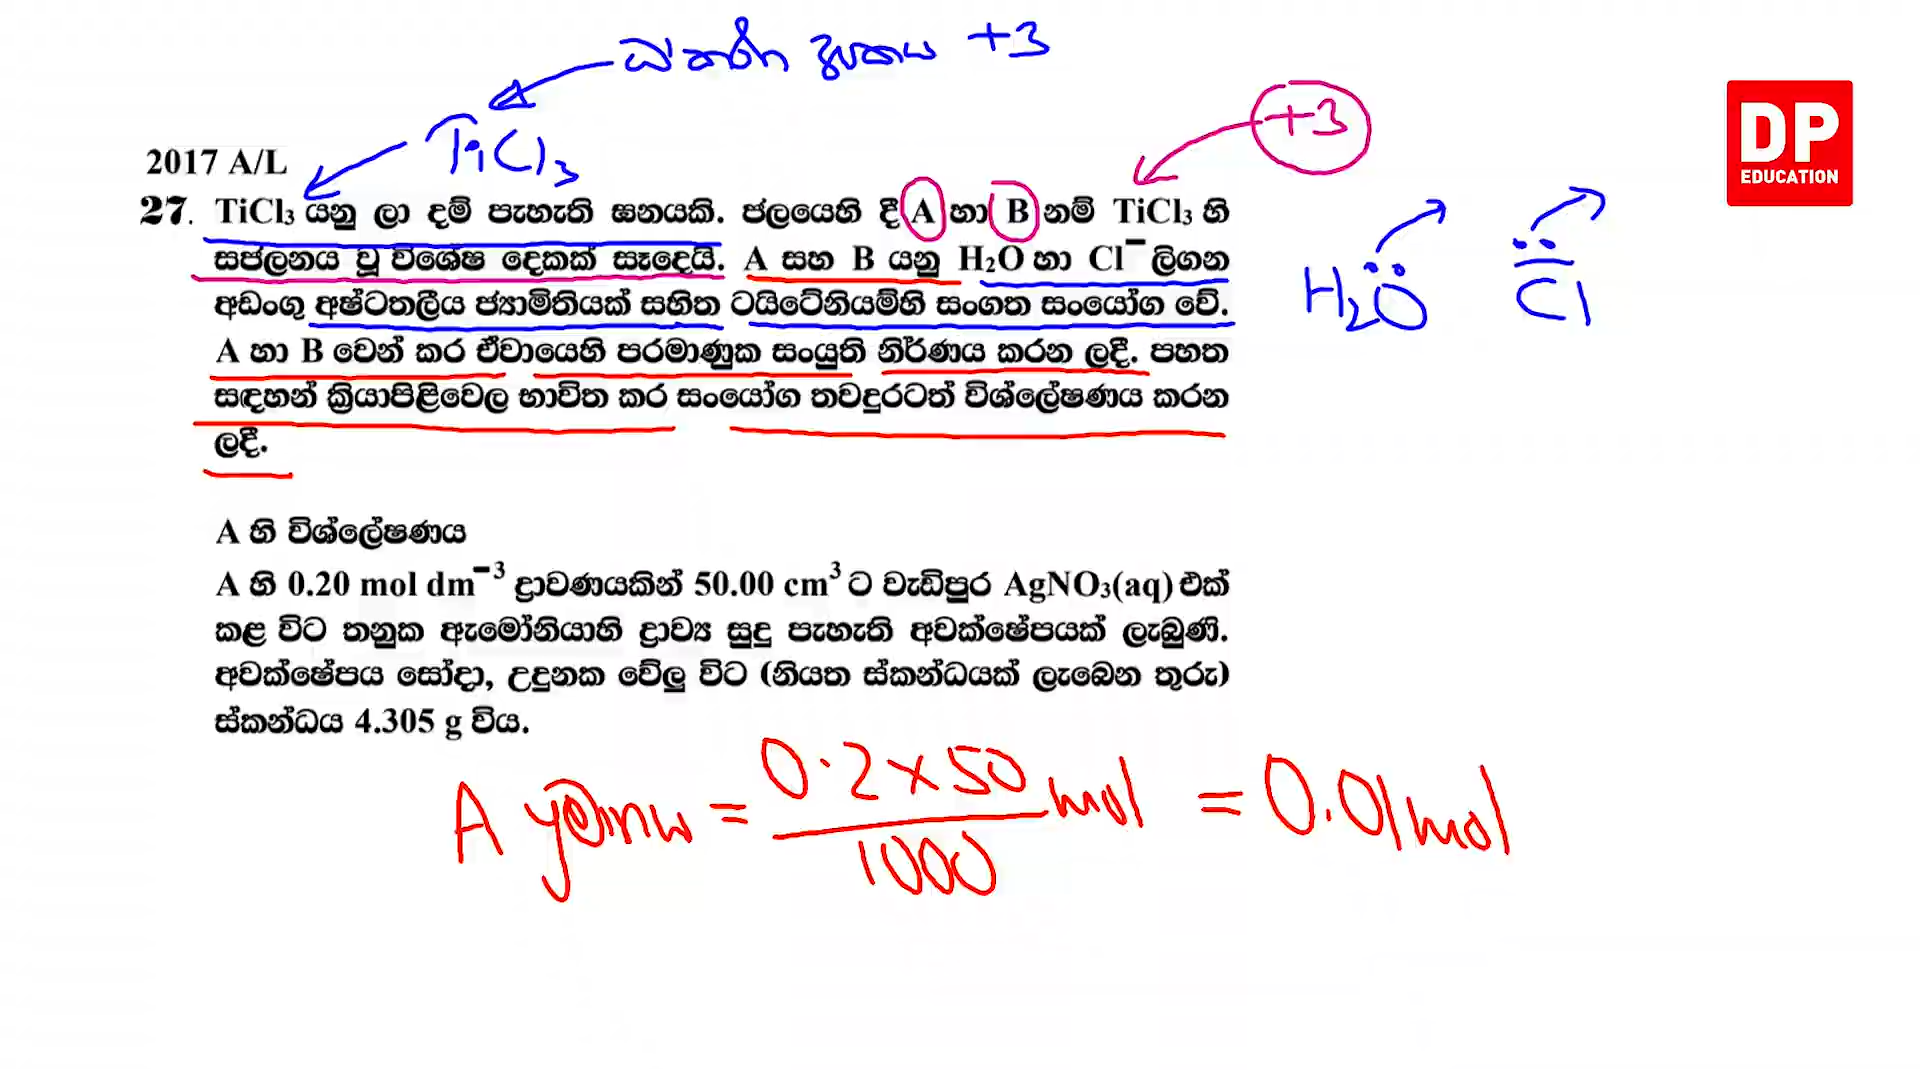 +3
TiCl3
+3
DP
EDUCATION
2017 A/L
27. TiCl₃ යනු ලා දම් පැහැති ඝනයකි. ජලයෙහි දී A හා B නම් TiCl₃ හි
සජලනය වූ විශේෂ දෙකක් සෑදෙයි. A සහ B යනු H₂O හා Cl⁻ ලිගන
අඩංගු අෂ්ටතලීය ජ්‍යාමිතියක් සහිත ටයිටේනියම්හි සංගත සංයෝග වේ.
A හා B වෙන් කර ඒවායෙහි පරමාණුක සංයුති නිර්ණය කරන ලදී. පහත
සඳහන් ක්‍රියාපිළිවෙල භාවිත කර සංයෝග තවදුරටත් විශ්ලේෂණය කරන
ලදී.
H₂O
Cl
A හි විශ්ලේෂණය
A හි 0.20 mol dm⁻³ ද්‍රාවණයකින් 50.00 cm³ ට වැඩිපුර AgNO₃(aq) එක්
කළ විට තනුක ඇමෝනියාහි ද්‍රාව්‍ය සුදු පැහැති අවක්ෂේපයක් ලැබුණි.
අවක්ෂේපය සෝදා, උදුනක වේලු විට (නියත ස්කන්ධයක් ලැබෙන තුරු)
ස්කන්ධය 4.305 g විය.
A = 0.2 × 50 / 1000 mol = 0.01 mol